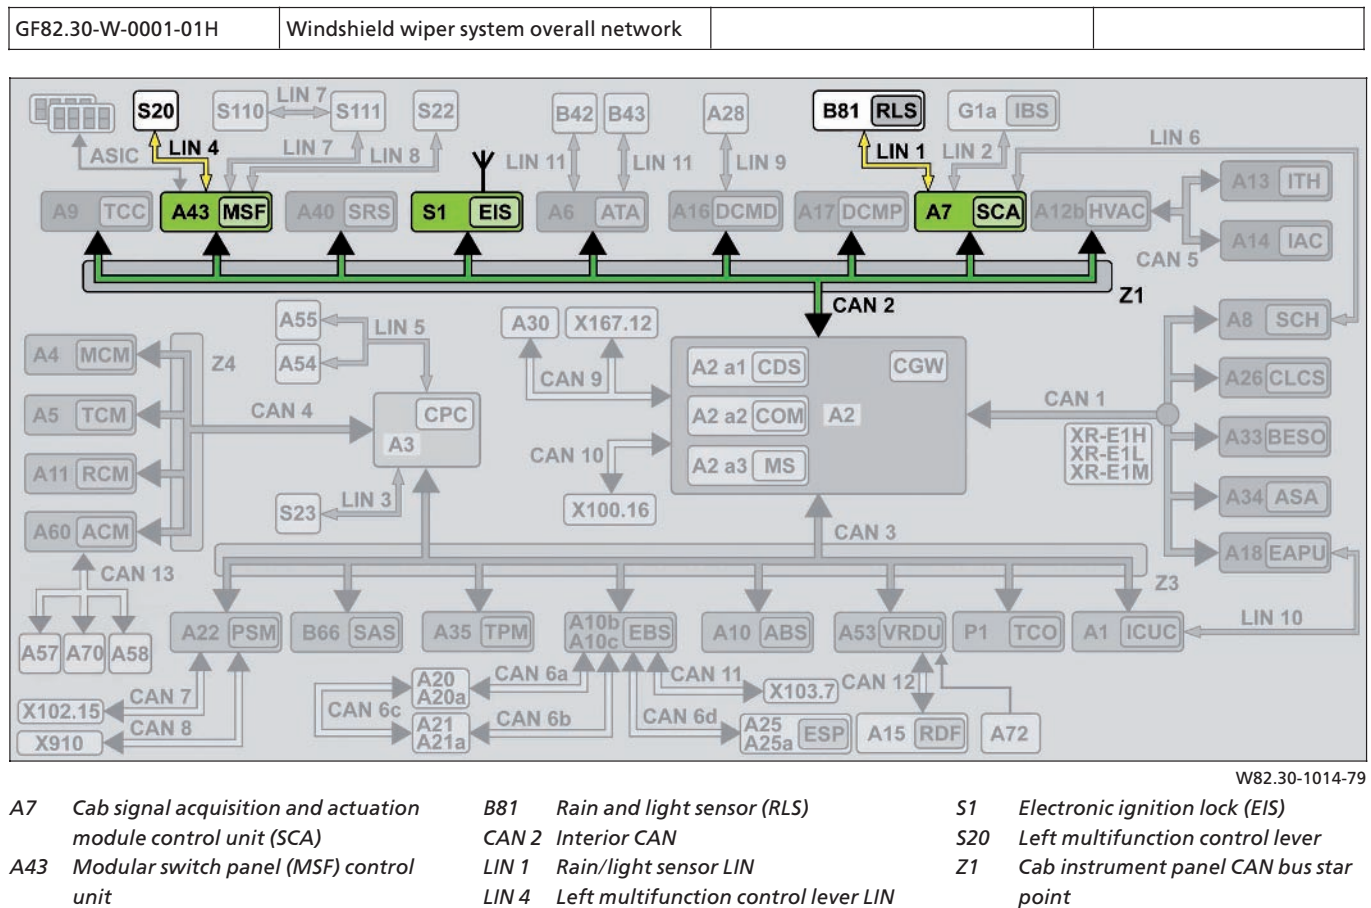 GF82.30-W-0001-01H Windshield wiper system overall network
S20 S110 LIN 7 S111 S22 B42 B43 A28 B81 RLS G1a IBS
ASIC LIN 4 LIN 7 LIN 8 LIN 11 LIN 11 LIN 9 LIN 1 LIN 2 LIN 6
A9 TCC A43 MSF A40 SRS S1 EIS A6 ATA A16 DCMD A17 DCMP A7 SCA A12b HVAC A13 ITH
A14 IAC
CAN 5
CAN 2 Z1
A55 LIN 5 A30 X167.12 A8 SCH
A4 MCM Z4 A54 CAN 9 A2 a1 CDS CGW A26 CLCS
A5 TCM CAN 4 CPC A2 a2 COM A2 CAN 1
A3 CAN 10 XR-E1H A33 BESO
XR-E1L
A11 RCM A2 a3 MS XR-E1M
LIN 3 A34 ASA
S23 X100.16
A60 ACM CAN 3 A18 EAPU
CAN 13 Z3
LIN 10
A22 PSM B66 SAS A35 TPM A10b A10c EBS A10 ABS A53 VRDU P1 TCO A1 ICUC
A57 A70 A58
CAN 7 A20 A20a CAN 6a CAN 11 X103.7 CAN 12
X102.15 CAN 6c
CAN 8 A21 A21a CAN 6b CAN 6d A25 A25a ESP A15 RDF A72
X910
W82.30-1014-79
A7 Cab signal acquisition and actuation
module control unit (SCA)
A43 Modular switch panel (MSF) control
unit
B81 Rain and light sensor (RLS)
CAN 2 Interior CAN
LIN 1 Rain/light sensor LIN
LIN 4 Left multifunction control lever LIN
S1 Electronic ignition lock (EIS)
S20 Left multifunction control lever
Z1 Cab instrument panel CAN bus star
point